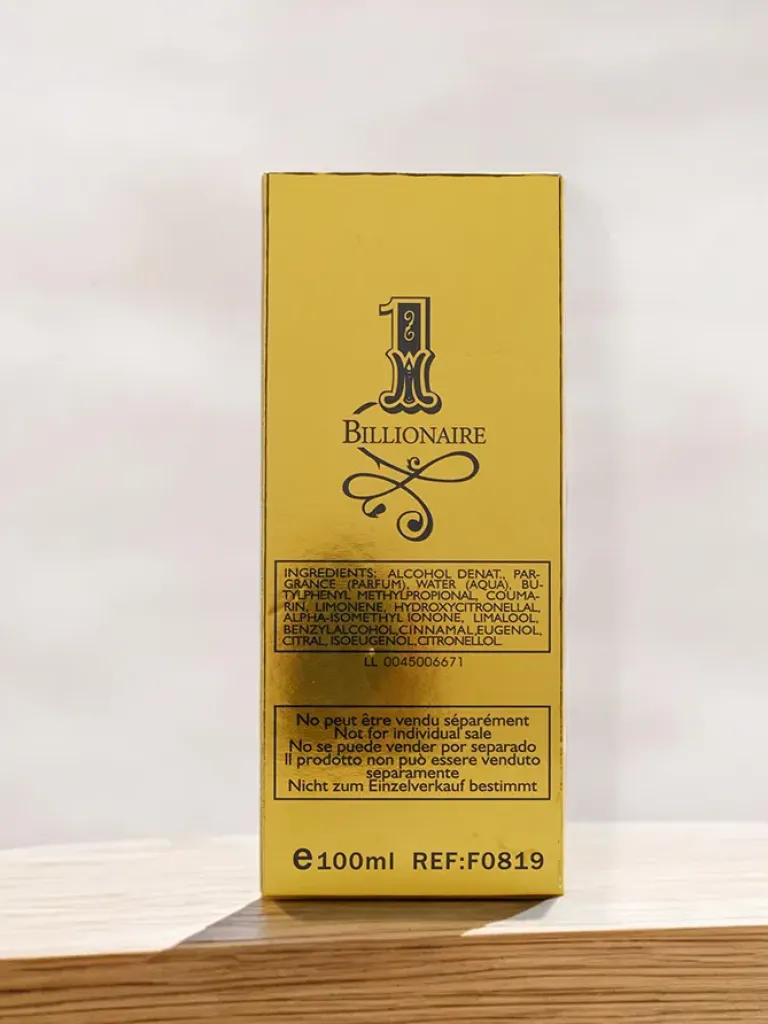 1
BILLIONAIRE
INGREDIENTS: ALCOHOL DENAT., PAR-
GRANCE (PARFUM), WATER (AQUA), BU-
TYLPHENYL METHYLPROPIONAL, COUMA-
RIN, LIMONENE, HYDROXYCITRONELLAL,
ALPHA-ISOMETHYL IONONE, LIMALOOL,
BENZYLALCOHOL,CINNAMAL,EUGENOL,
CITRAL, ISOEUGENOL,CITRONELLOL.
LL 0045006671
No peut être vendu séparément
Not for individual sale
No se puede vender por separado
Il prodotto non può essere venduto
separamente
Nicht zum Einzelverkauf bestimmt
e100ml REF:F0819